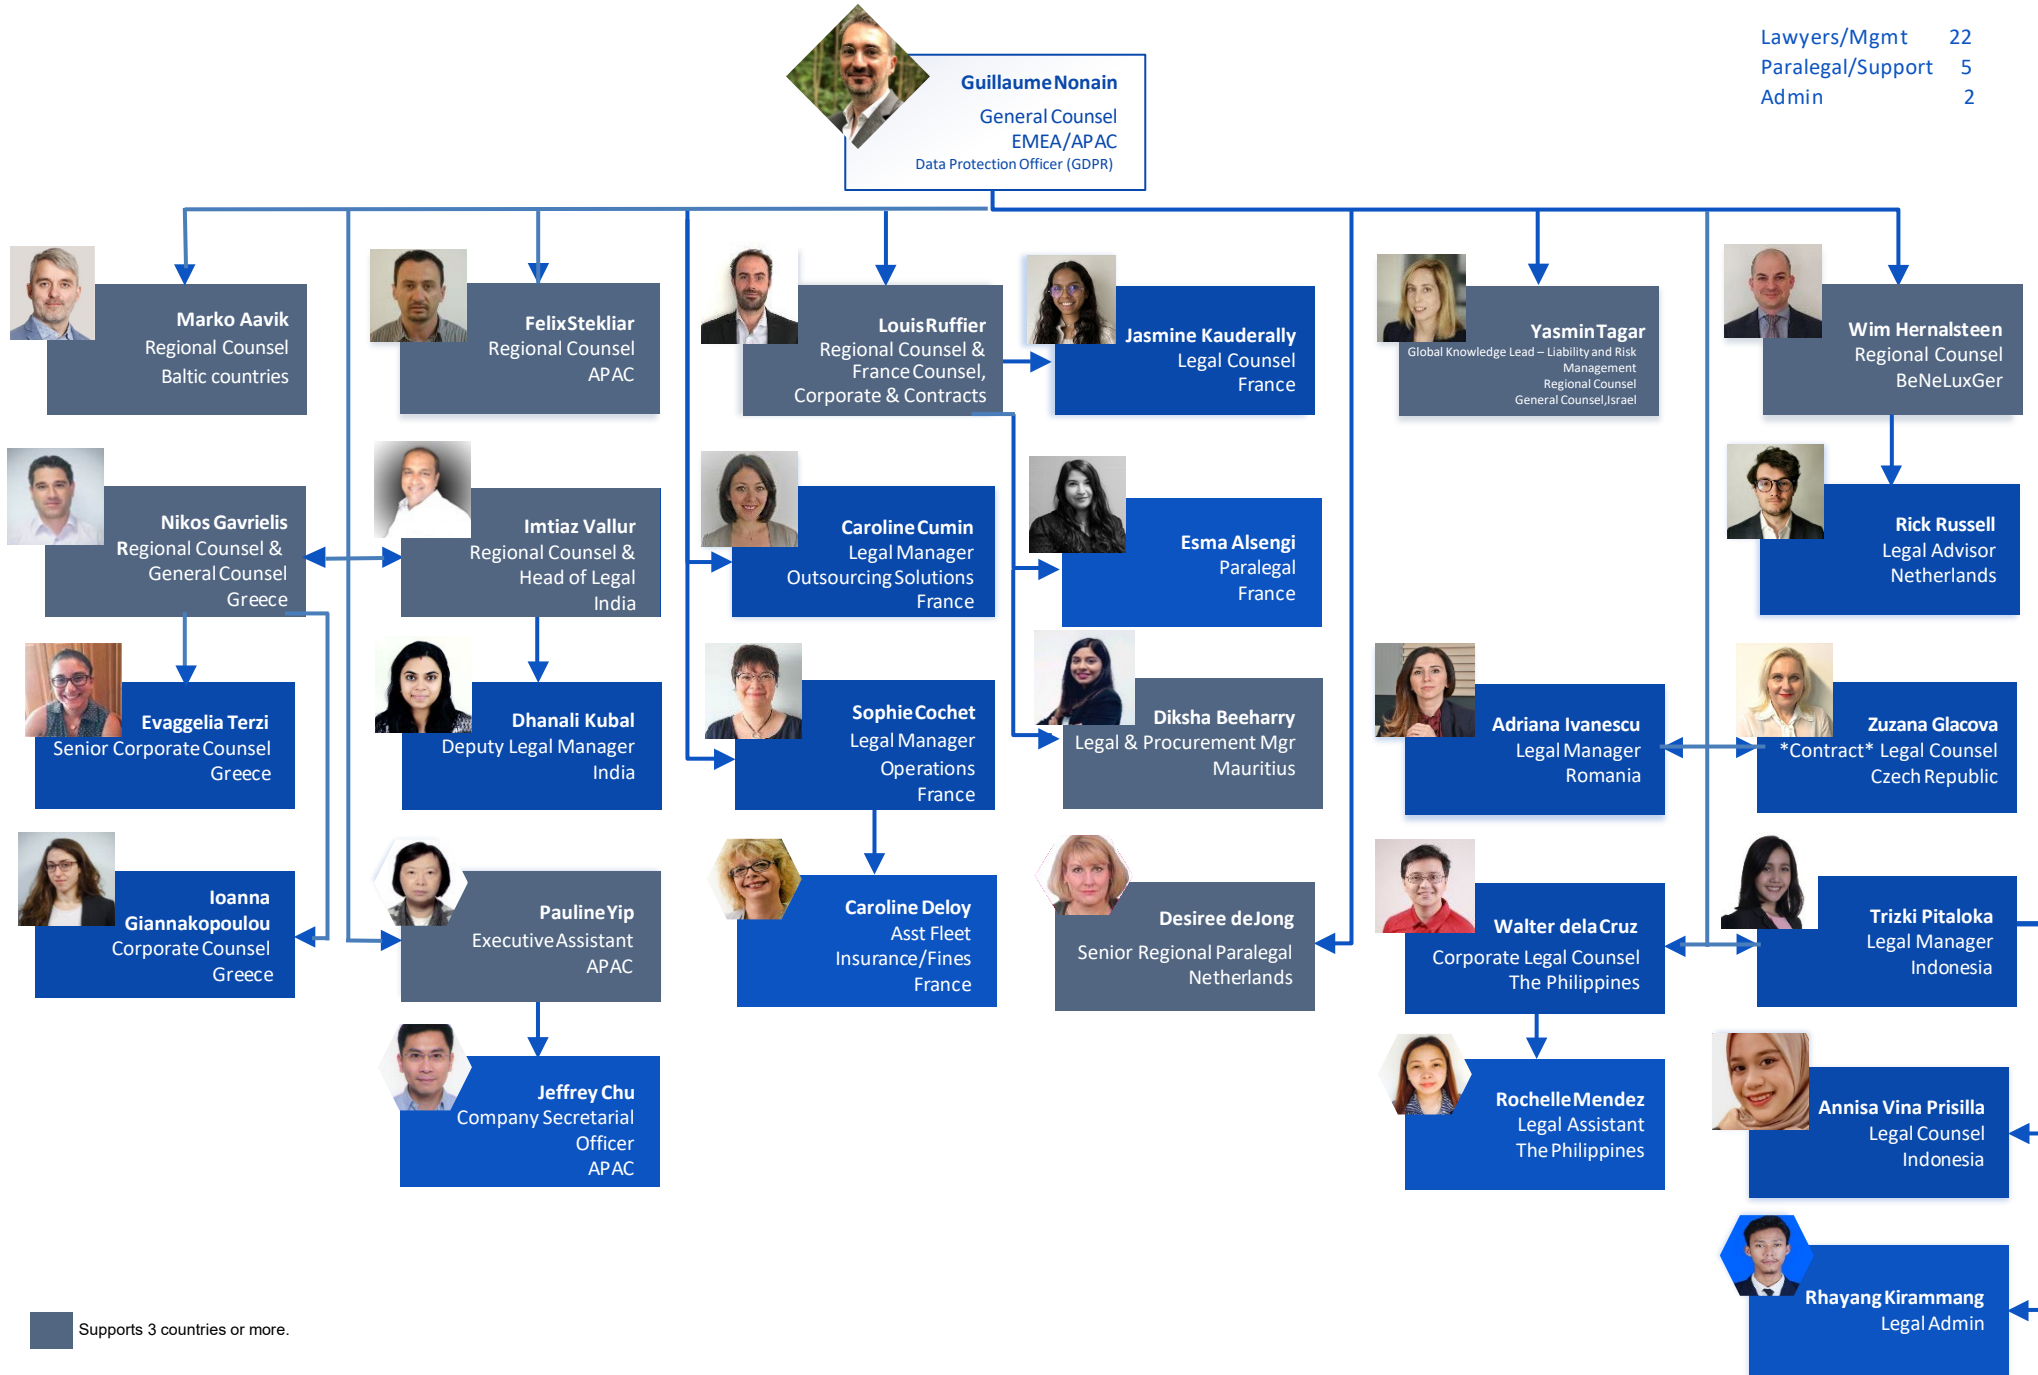 Lawyers/Mgmt 22
Paralegal/Support 5
Admin 2
Guillaume Nonain
General Counsel
EMEA/APAC
Data Protection Officer (GDPR)
Marko Aavik
Regional Counsel
Baltic countries
Felix Stekliar
Regional Counsel
APAC
Louis Ruffier
Regional Counsel &
France Counsel,
Corporate & Contracts
Jasmine Kauderally
Legal Counsel
France
Yasmin Tagar
Global Knowledge Lead – Liability and Risk
Management
Regional Counsel
General Counsel,Israel
Wim Hernalsteen
Regional Counsel
BeNeLuxGer
Nikos Gavrielis
Regional Counsel &
General Counsel
Greece
Imtiaz Vallur
Regional Counsel &
Head of Legal
India
Caroline Cumin
Legal Manager
Outsourcing Solutions
France
Esma Alsengi
Paralegal
France
Rick Russell
Legal Advisor
Netherlands
Evaggelia Terzi
Senior Corporate Counsel
Greece
Dhanali Kubal
Deputy Legal Manager
India
Sophie Cochet
Legal Manager
Operations
France
Diksha Beeharry
Legal & Procurement Mgr
Mauritius
Adriana Ivanescu
Legal Manager
Romania
Zuzana Glacova
*Contract* Legal Counsel
Czech Republic
Ioanna
Giannakopoulou
Corporate Counsel
Greece
Pauline Yip
Executive Assistant
APAC
Caroline Deloy
Asst Fleet
Insurance/Fines
France
Desiree de Jong
Senior Regional Paralegal
Netherlands
Walter dela Cruz
Corporate Legal Counsel
The Philippines
Trizki Pitaloka
Legal Manager
Indonesia
Jeffrey Chu
Company Secretarial
Officer
APAC
Rochelle Mendez
Legal Assistant
The Philippines
Annisa Vina Prisilla
Legal Counsel
Indonesia
Rhayang Kirammang
Legal Admin
Supports 3 countries or more.